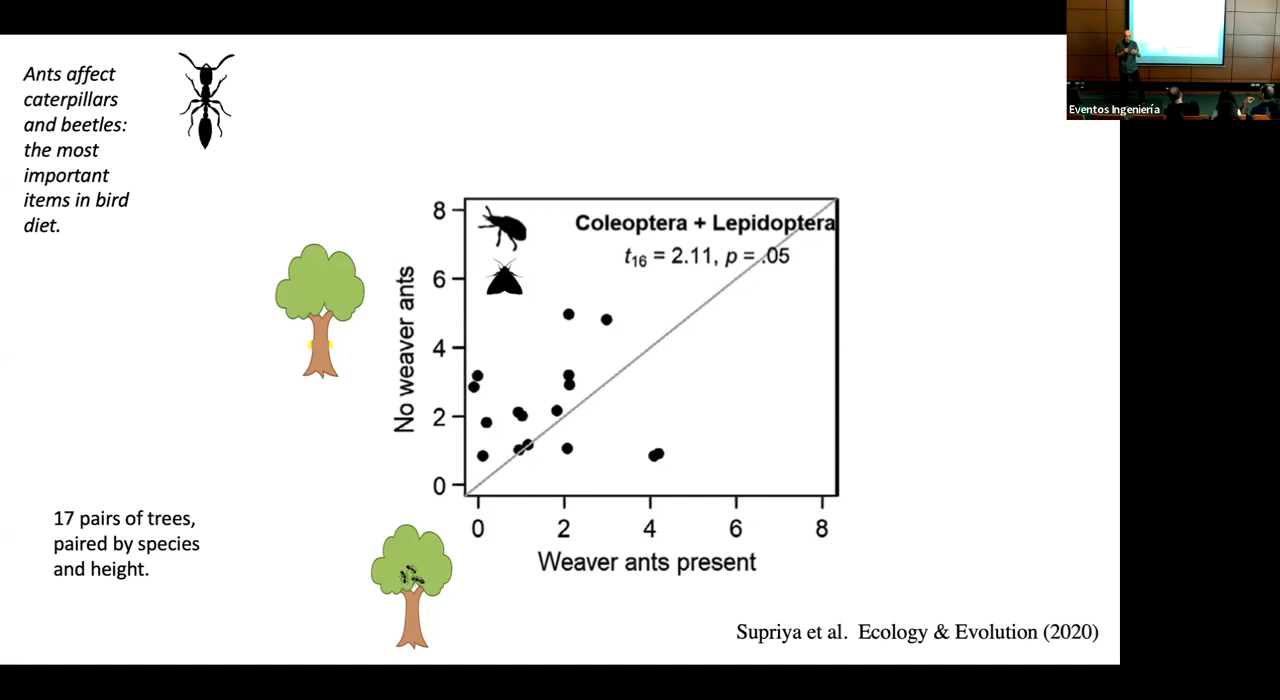 Ants affect
caterpillars
and beetles:
the most
important
items in bird
diet.
Eventos Ingeniería
Coleoptera + Lepidoptera
t16 = 2.11, p = .05
No weaver ants
8
6
4
2
0
0 2 4 6 8
Weaver ants present
17 pairs of trees,
paired by species
and height.
Supriya et al. Ecology & Evolution (2020)